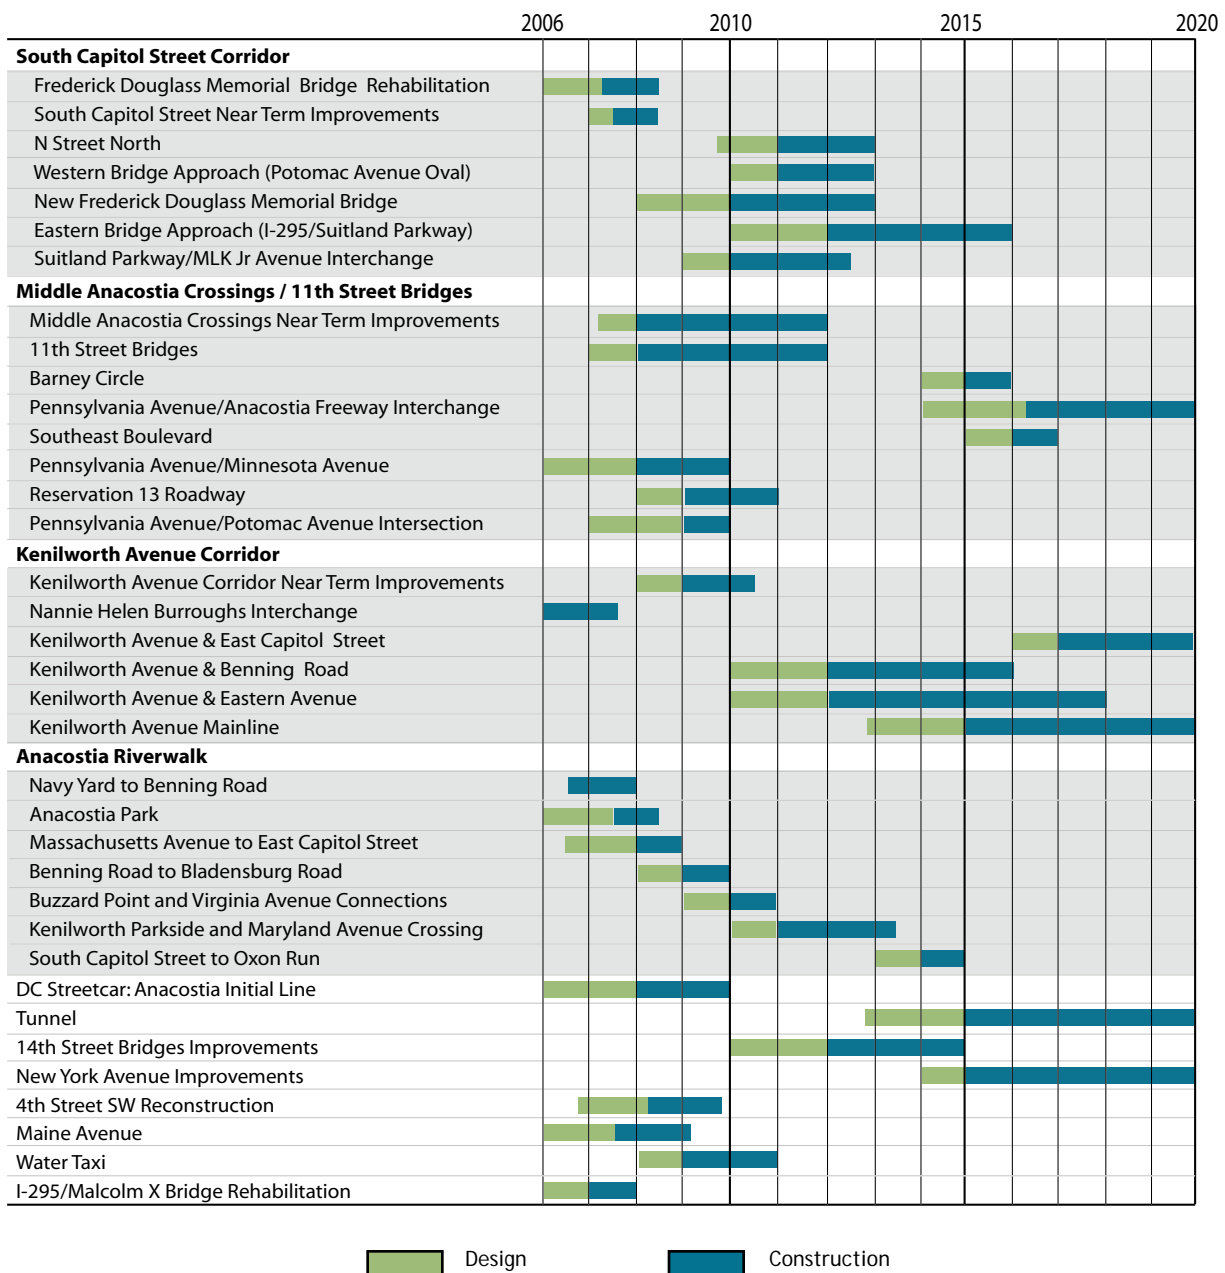 2006 2010 2015 2020
South Capitol Street Corridor
Frederick Douglass Memorial Bridge Rehabilitation
South Capitol Street Near Term Improvements
N Street North
Western Bridge Approach (Potomac Avenue Oval)
New Frederick Douglass Memorial Bridge
Eastern Bridge Approach (I-295/Suitland Parkway)
Suitland Parkway/MLK Jr Avenue Interchange
Middle Anacostia Crossings / 11th Street Bridges
Middle Anacostia Crossings Near Term Improvements
11th Street Bridges
Barney Circle
Pennsylvania Avenue/Anacostia Freeway Interchange
Southeast Boulevard
Pennsylvania Avenue/Minnesota Avenue
Reservation 13 Roadway
Pennsylvania Avenue/Potomac Avenue Intersection
Kenilworth Avenue Corridor
Kenilworth Avenue Corridor Near Term Improvements
Nannie Helen Burroughs Interchange
Kenilworth Avenue & East Capitol Street
Kenilworth Avenue & Benning Road
Kenilworth Avenue & Eastern Avenue
Kenilworth Avenue Mainline
Anacostia Riverwalk
Navy Yard to Benning Road
Anacostia Park
Massachusetts Avenue to East Capitol Street
Benning Road to Bladensburg Road
Buzzard Point and Virginia Avenue Connections
Kenilworth Parkside and Maryland Avenue Crossing
South Capitol Street to Oxon Run
DC Streetcar: Anacostia Initial Line
Tunnel
14th Street Bridges Improvements
New York Avenue Improvements
4th Street SW Reconstruction
Maine Avenue
Water Taxi
I-295/Malcolm X Bridge Rehabilitation
Design Construction